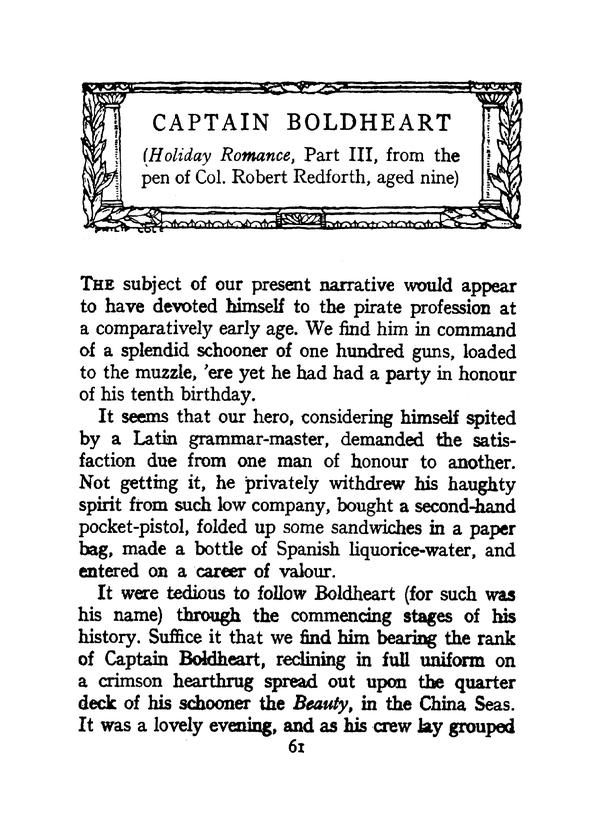 CAPTAIN BOLDHEART
(Holiday Romance, Part III, from the
pen of Col. Robert Redforth, aged nine)
PHILIP COLE
THE subject of our present narrative would appear
to have devoted himself to the pirate profession at
a comparatively early age. We find him in command
of a splendid schooner of one hundred guns, loaded
to the muzzle, 'ere yet he had had a party in honour
of his tenth birthday.
It seems that our hero, considering himself spited
by a Latin grammar-master, demanded the satis-
faction due from one man of honour to another.
Not getting it, he privately withdrew his haughty
spirit from such low company, bought a second-hand
pocket-pistol, folded up some sandwiches in a paper
bag, made a bottle of Spanish liquorice-water, and
entered on a career of valour.
It were tedious to follow Boldheart (for such was
his name) through the commencing stages of his
history. Suffice it that we find him bearing the rank
of Captain Boldheart, reclining in full uniform on
a crimson hearthrug spread out upon the quarter
deck of his schooner the Beauty, in the China Seas.
It was a lovely evening, and as his crew lay grouped
61